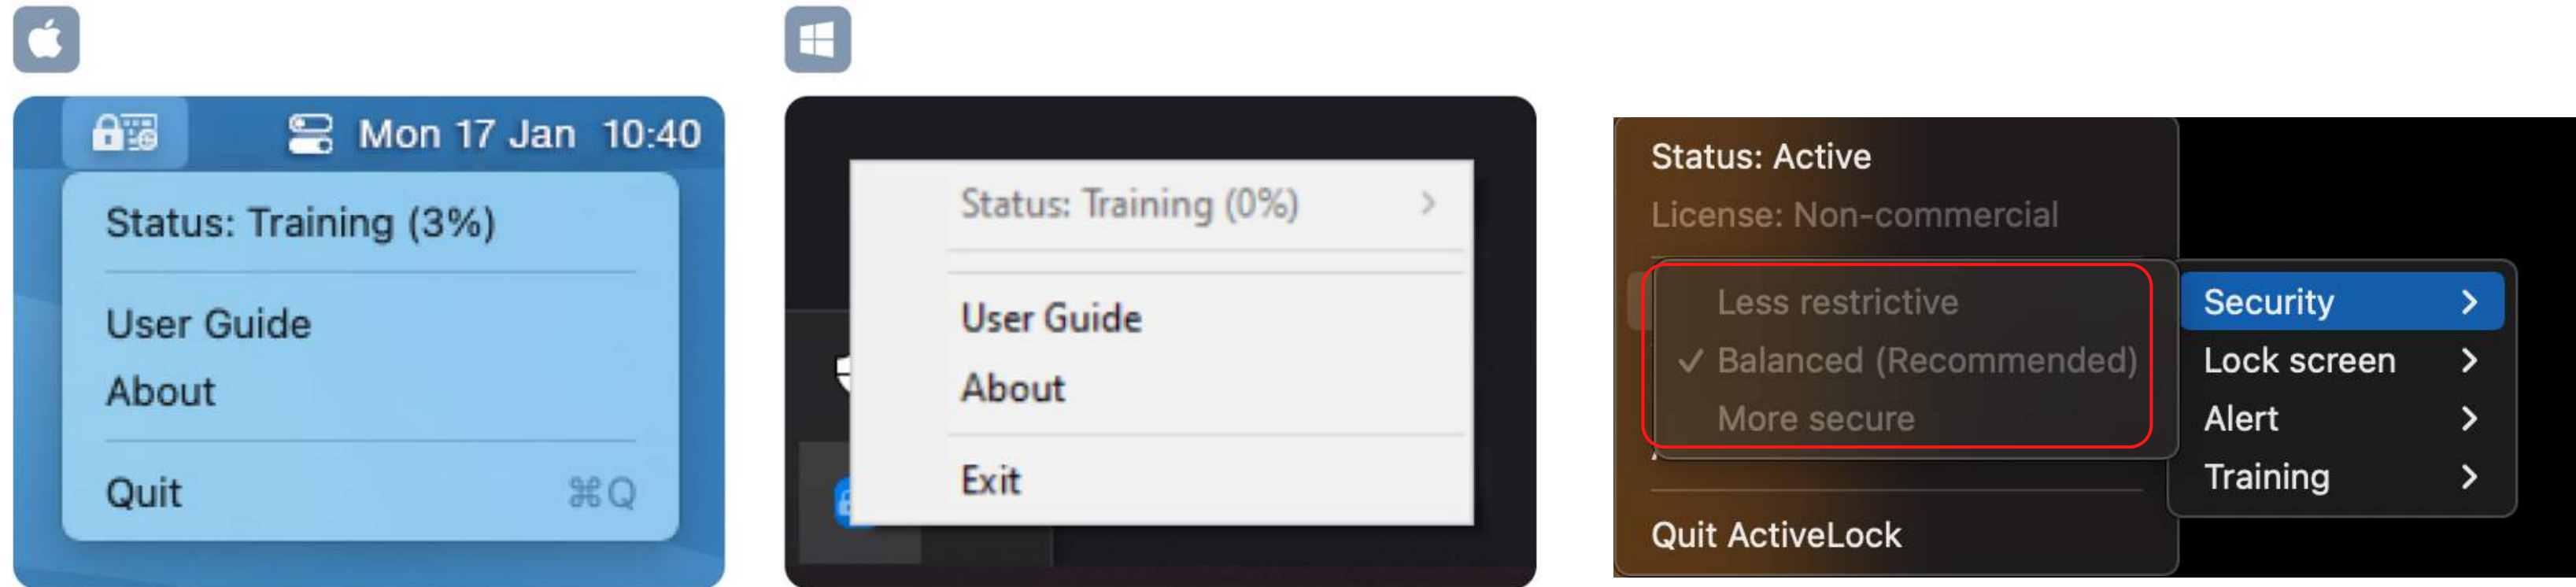 Mon 17 Jan 10:40
Status: Training (3%)
User Guide
About
Quit ⌘Q
Status: Training (0%) >
User Guide
About
Exit
Status: Active
License: Non-commercial
Less restrictive
✓ Balanced (Recommended)
More secure
Quit ActiveLock
Security >
Lock screen >
Alert >
Training >